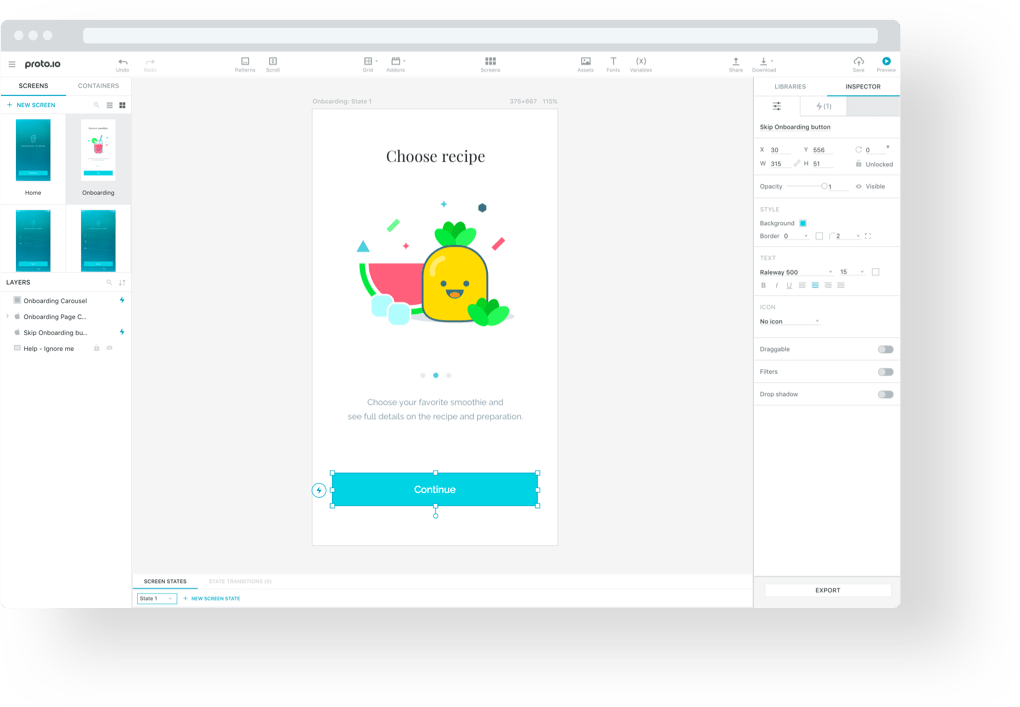 proto.io
Undo
Redo
Patterns
Scroll
Grid
Addons
Screens
Assets
Fonts
(x)
Variables
Share
Download
Save
Preview
SCREENS
CONTAINERS
+ NEW SCREEN
Home
Onboarding
LAYERS
Onboarding Carousel
Onboarding Page C...
Skip Onboarding bu...
Help - Ignore me
Onboarding: State 1
375×667 115%
Choose recipe
Choose your favorite smoothie and
see full details on the recipe and preparation.
Continue
SCREEN STATES
STATE TRANSITIONS (0)
State 1
+ NEW SCREEN STATE
LIBRARIES
INSPECTOR
(1)
Skip Onboarding button
X 30 Y 556 0 °
W 315 H 51 Unlocked
Opacity 1 Visible
STYLE
Background
Border 0 2
TEXT
Raleway 500 15
B I U
ICON
No icon
Draggable
Filters
Drop shadow
EXPORT